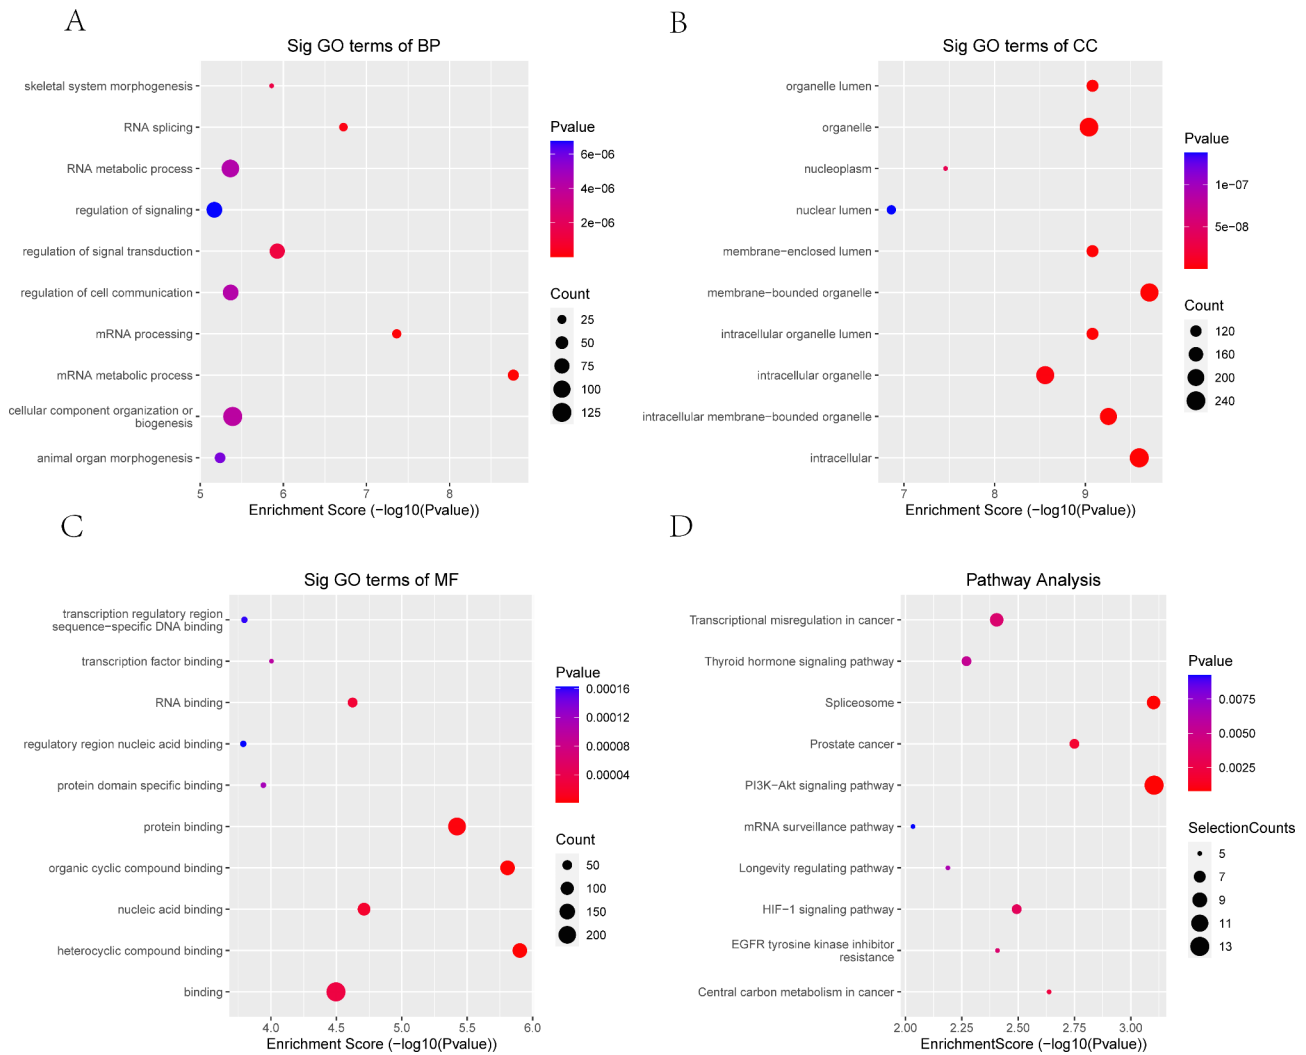 A
Sig GO terms of BP
skeletal system morphogenesis
RNA splicing
RNA metabolic process
regulation of signaling
regulation of signal transduction
regulation of cell communication
mRNA processing
mRNA metabolic process
cellular component organization or
biogenesis
animal organ morphogenesis
5 6 7 8
Enrichment Score (−log10(Pvalue))
Pvalue
6e−06
4e−06
2e−06
Count
25
50
75
100
125
B
Sig GO terms of CC
organelle lumen
organelle
nucleoplasm
nuclear lumen
membrane−enclosed lumen
membrane−bounded organelle
intracellular organelle lumen
intracellular organelle
intracellular membrane−bounded organelle
intracellular
7 8 9
Enrichment Score (−log10(Pvalue))
Pvalue
1e−07
5e−08
Count
120
160
200
240
C
Sig GO terms of MF
transcription regulatory region
sequence−specific DNA binding
transcription factor binding
RNA binding
regulatory region nucleic acid binding
protein domain specific binding
protein binding
organic cyclic compound binding
nucleic acid binding
heterocyclic compound binding
binding
4.0 4.5 5.0 5.5 6.0
Enrichment Score (−log10(Pvalue))
Pvalue
0.00016
0.00012
0.00008
0.00004
Count
50
100
150
200
D
Pathway Analysis
Transcriptional misregulation in cancer
Thyroid hormone signaling pathway
Spliceosome
Prostate cancer
PI3K−Akt signaling pathway
mRNA surveillance pathway
Longevity regulating pathway
HIF−1 signaling pathway
EGFR tyrosine kinase inhibitor
resistance
Central carbon metabolism in cancer
2.00 2.25 2.50 2.75 3.00
EnrichmentScore (−log10(Pvalue))
Pvalue
0.0075
0.0050
0.0025
SelectionCounts
5
7
9
11
13